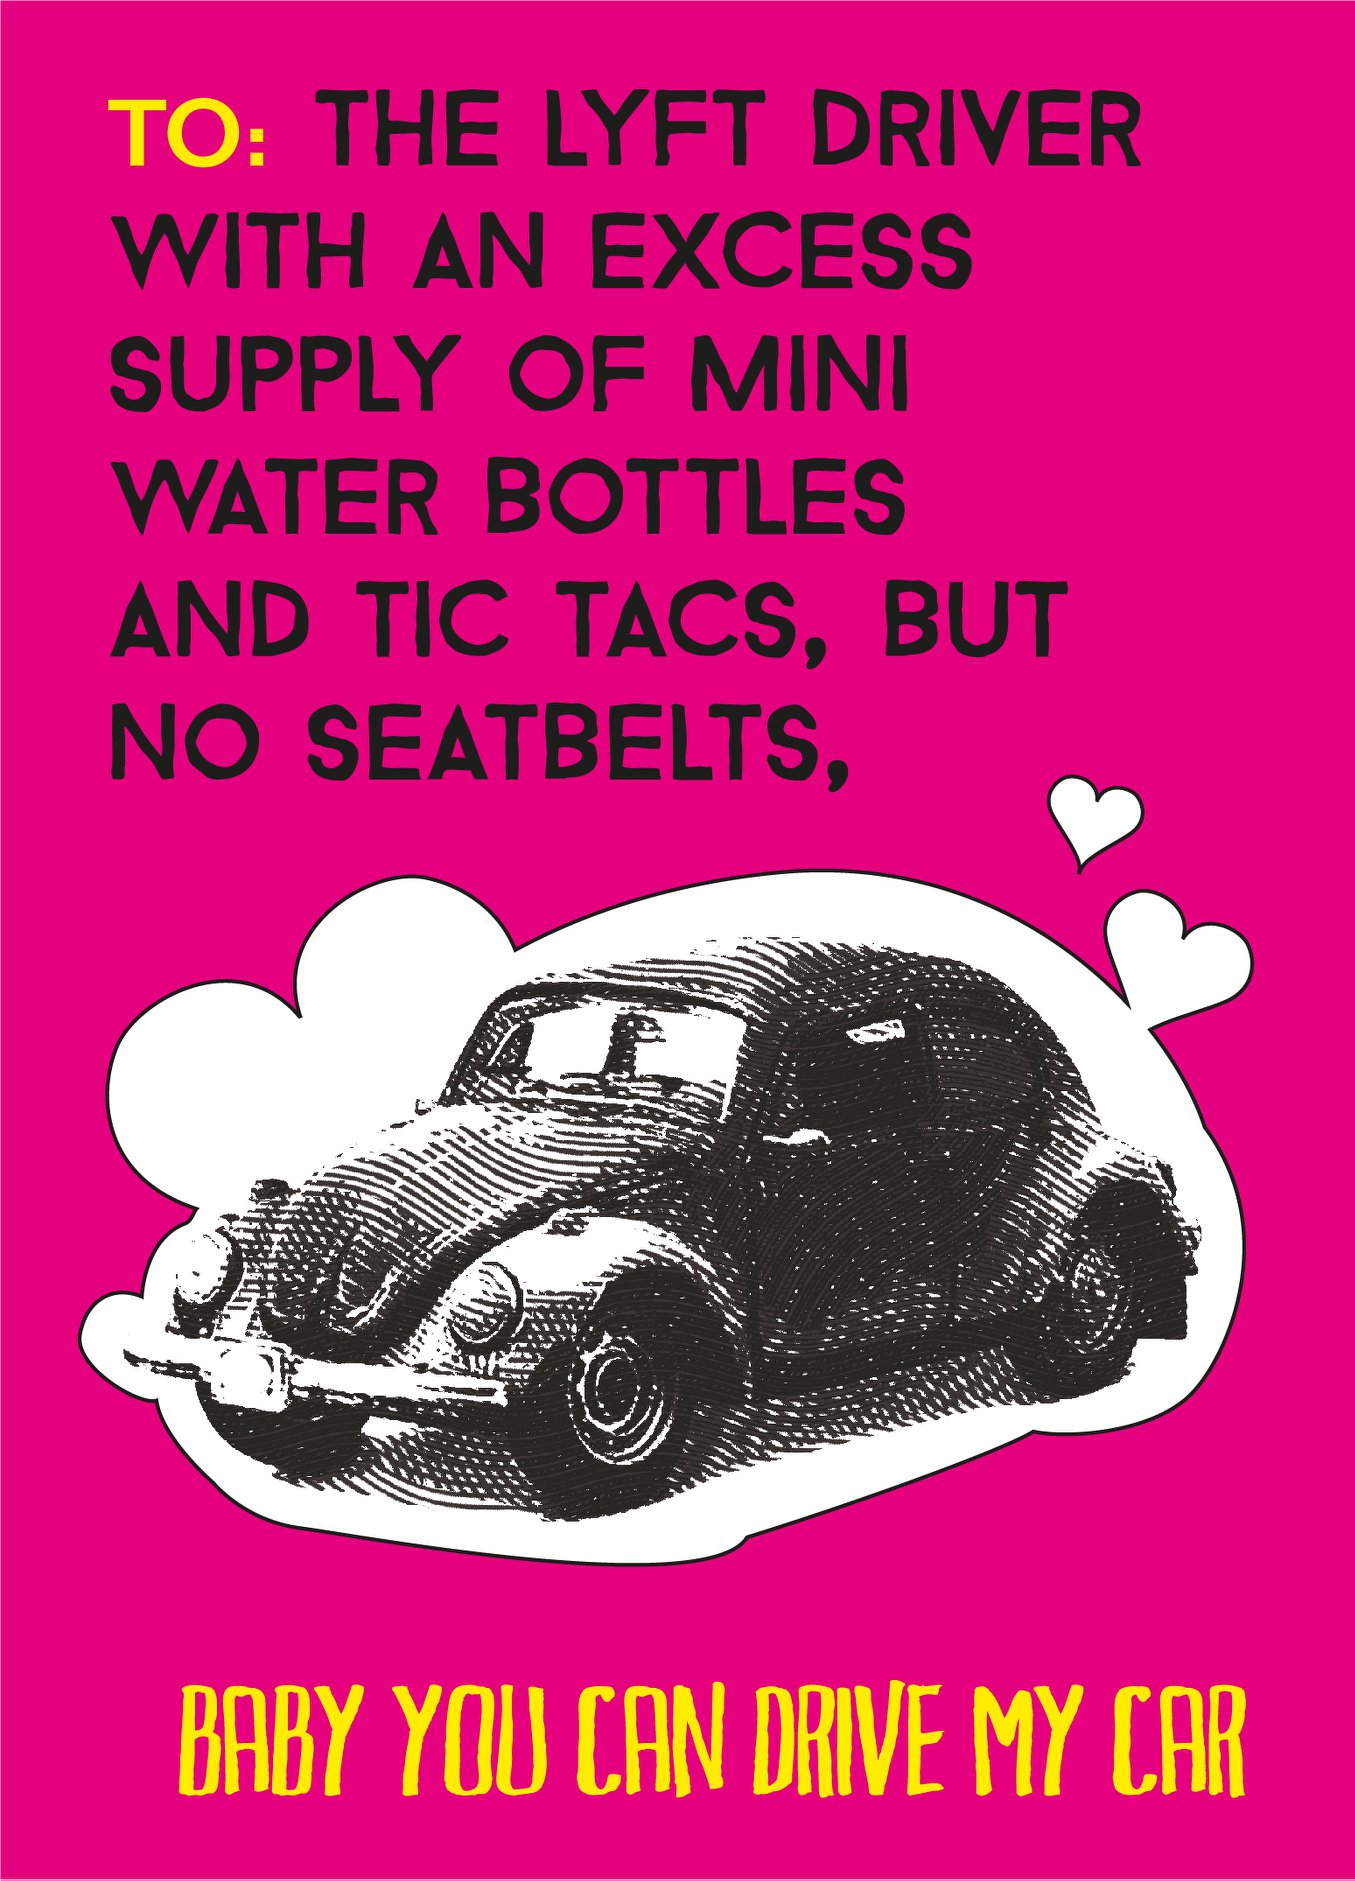 TO: THE LYFT DRIVER
WITH AN EXCESS
SUPPLY OF MINI
WATER BOTTLES
AND TIC TACS, BUT
NO SEATBELTS,
BABY YOU CAN DRIVE MY CAR